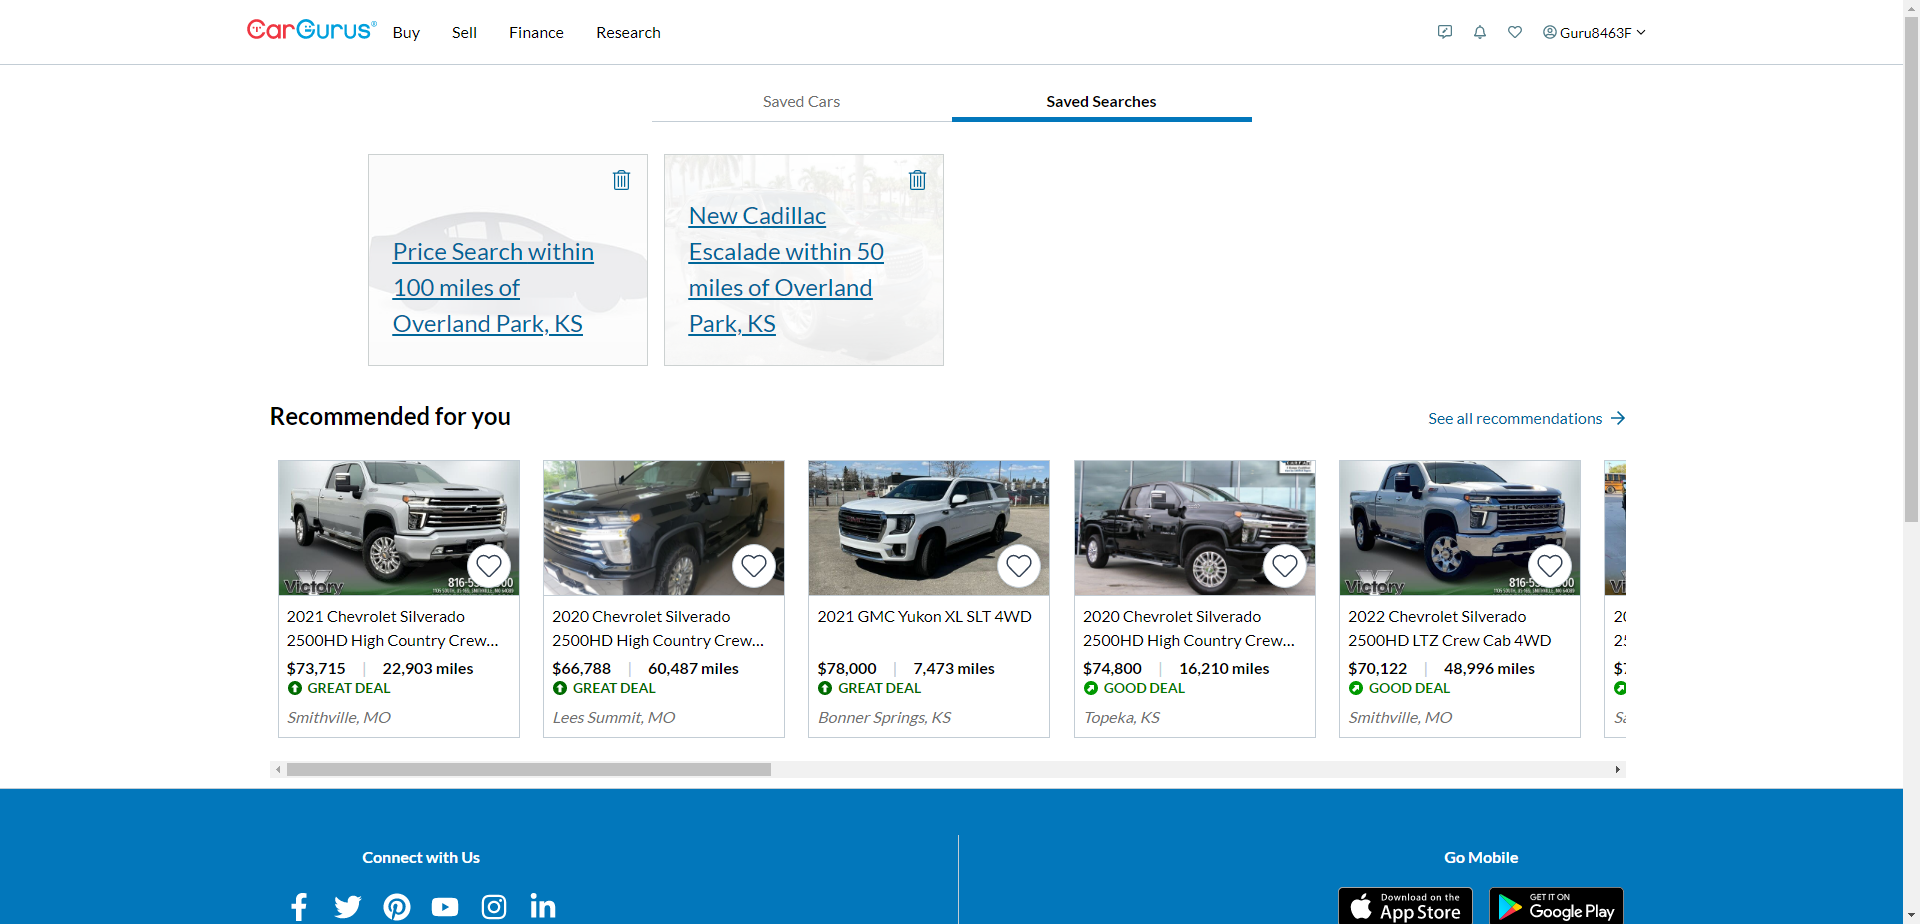 CarGurus®
Buy
Sell
Finance
Research
Guru8463F
Saved Cars
Saved Searches
Price Search within
100 miles of
Overland Park, KS
New Cadillac
Escalade within 50
miles of Overland
Park, KS
Recommended for you
See all recommendations
Victory
2021 Chevrolet Silverado
2500HD High Country Crew...
$73,715 | 22,903 miles
GREAT DEAL
Smithville, MO
2020 Chevrolet Silverado
2500HD High Country Crew...
$66,788 | 60,487 miles
GREAT DEAL
Lees Summit, MO
2021 GMC Yukon XL SLT 4WD
$78,000 | 7,473 miles
GREAT DEAL
Bonner Springs, KS
2020 Chevrolet Silverado
2500HD High Country Crew...
$74,800 | 16,210 miles
GOOD DEAL
Topeka, KS
CHEVROLET
Victory
2022 Chevrolet Silverado
2500HD LTZ Crew Cab 4WD
$70,122 | 48,996 miles
GOOD DEAL
Smithville, MO
Connect with Us
Go Mobile
Download on the
App Store
GET IT ON
Google Play